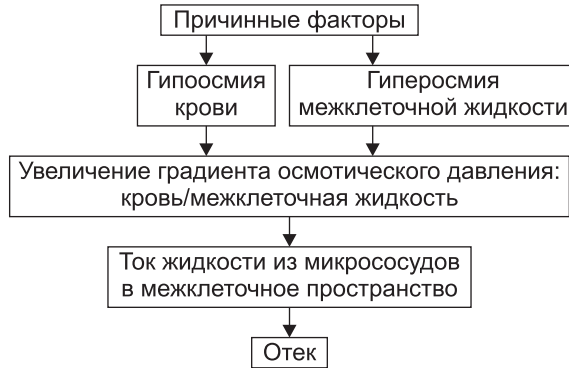 Причинные факторы
Гипоосмия
крови
Гиперосмия
межклеточной жидкости
Увеличение градиента осмотического давления:
кровь/межклеточная жидкость
Ток жидкости из микрососудов
в межклеточное пространство
Отек